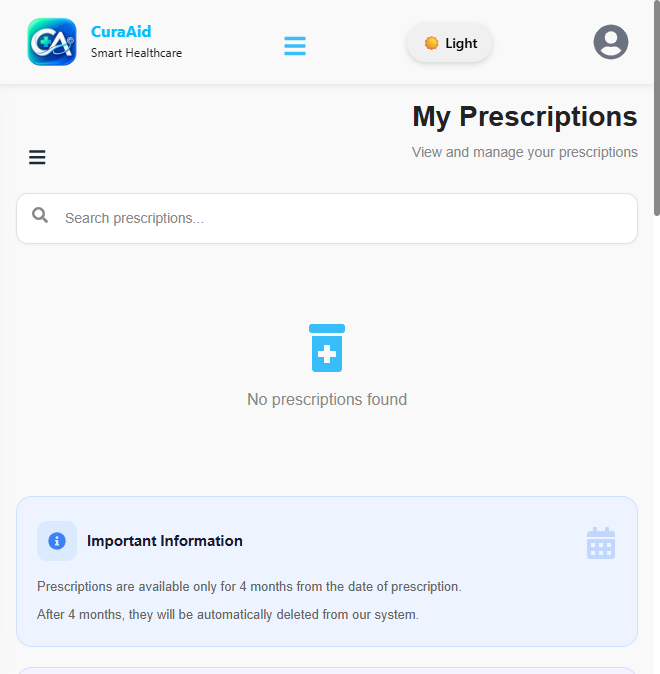 CuraAid
Smart Healthcare
Light
My Prescriptions
View and manage your prescriptions
Search prescriptions...
No prescriptions found
Important Information
Prescriptions are available only for 4 months from the date of prescription.
After 4 months, they will be automatically deleted from our system.